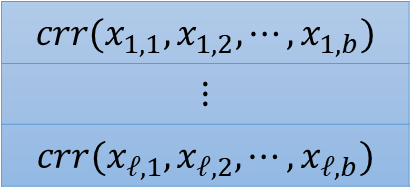 crr(x₁,₁, x₁,₂, ⋯, x₁,b)
⋮
crr(xℓ,₁, xℓ,₂, ⋯, xℓ,b)